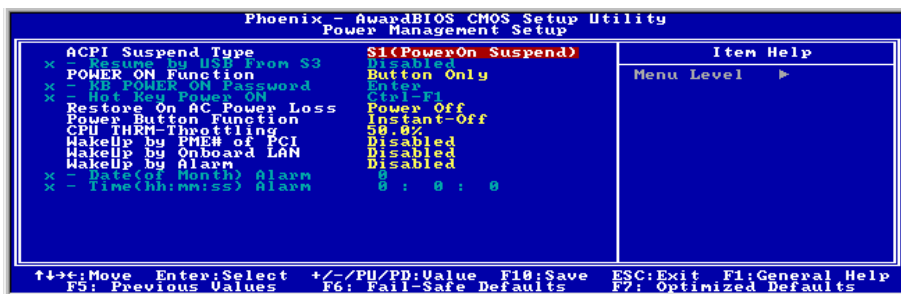 Phoenix - AwardBIOS CMOS Setup Utility
Power Management Setup
ACPI Suspend Type S1(PowerOn Suspend)
x - Resume by USB From S3 Disabled
POWER ON Function Button Only
x - KB POWER ON Password Enter
x - Hot Key Power ON Ctrl-F1
Restore On AC Power Loss Power Off
Power Button Function Instant-Off
CPU THRM-Throttling 50.0%
WakeUp by PME# of PCI Disabled
WakeUp by Onboard LAN Disabled
WakeUp by Alarm Disabled
x - Date(of Month) Alarm 0
x - Time(hh:mm:ss) Alarm 0 : 0 : 0
Item Help
Menu Level ►
↑↓→←:Move Enter:Select +/-/PU/PD:Value F10:Save ESC:Exit F1:General Help
F5: Previous Values F6: Fail-Safe Defaults F7: Optimized Defaults